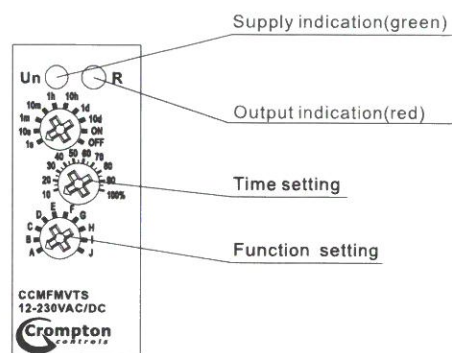 Supply indication(green)
Un R
Output indication(red)
1s 10s 1m 10m 1h 10h 1d 10d ON OFF
10 20 30 40 50 60 70 80 90 100%
Time setting
A B C D E F G H I J
Function setting
CCMFMVTS
12-230VAC/DC
Crompton
controls